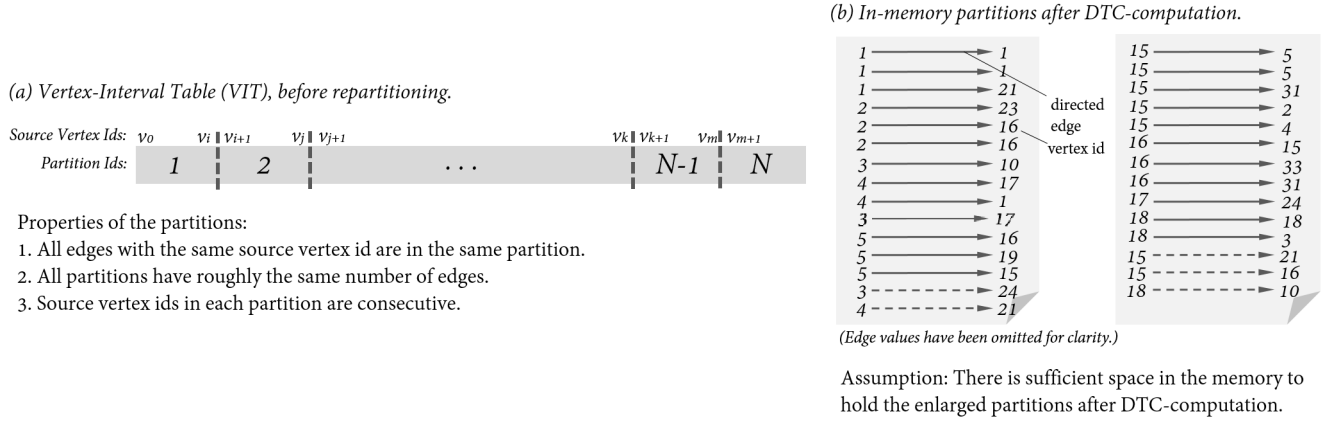 (a) Vertex-Interval Table (VIT), before repartitioning.
Source Vertex Ids: v0 vi vi+1 vj vj+1 vk vk+1 vm vm+1
Partition Ids: 1 2 ... N-1 N
Properties of the partitions:
1. All edges with the same source vertex id are in the same partition.
2. All partitions have roughly the same number of edges.
3. Source vertex ids in each partition are consecutive.
(b) In-memory partitions after DTC-computation.
1 1
1 1
1 21
2 23
2 16
2 16
3 10
4 17
4 1
3 17
5 16
5 19
5 15
3 24
4 21
directed
edge
vertex id
15 5
15 5
15 31
15 2
15 4
16 15
16 33
16 31
17 24
18 18
18 3
15 21
15 16
18 10
(Edge values have been omitted for clarity.)
Assumption: There is sufficient space in the memory to
hold the enlarged partitions after DTC-computation.